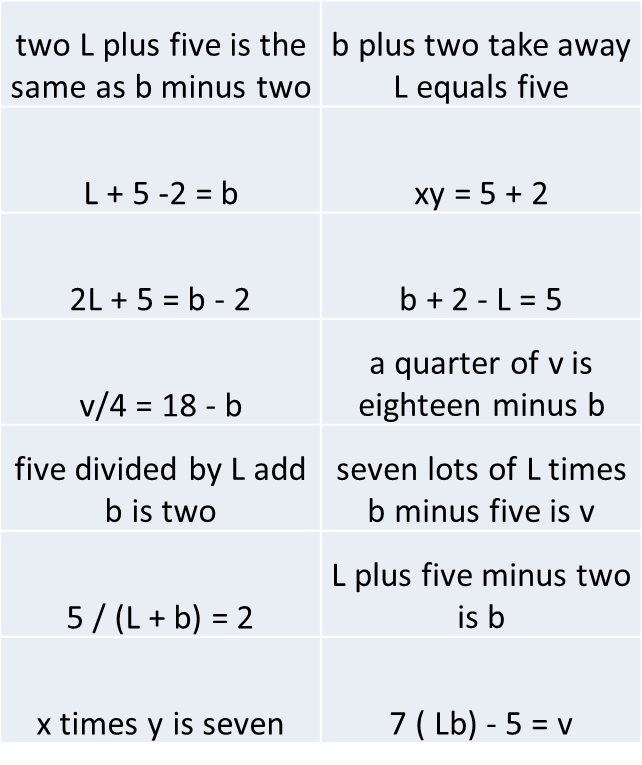 two L plus five is the
same as b minus two
b plus two take away
L equals five
L + 5 -2 = b
xy = 5 + 2
2L + 5 = b - 2
b + 2 - L = 5
v/4 = 18 - b
a quarter of v is
eighteen minus b
five divided by L add
b is two
seven lots of L times
b minus five is v
5 / (L + b) = 2
L plus five minus two
is b
x times y is seven
7 ( Lb) - 5 = v